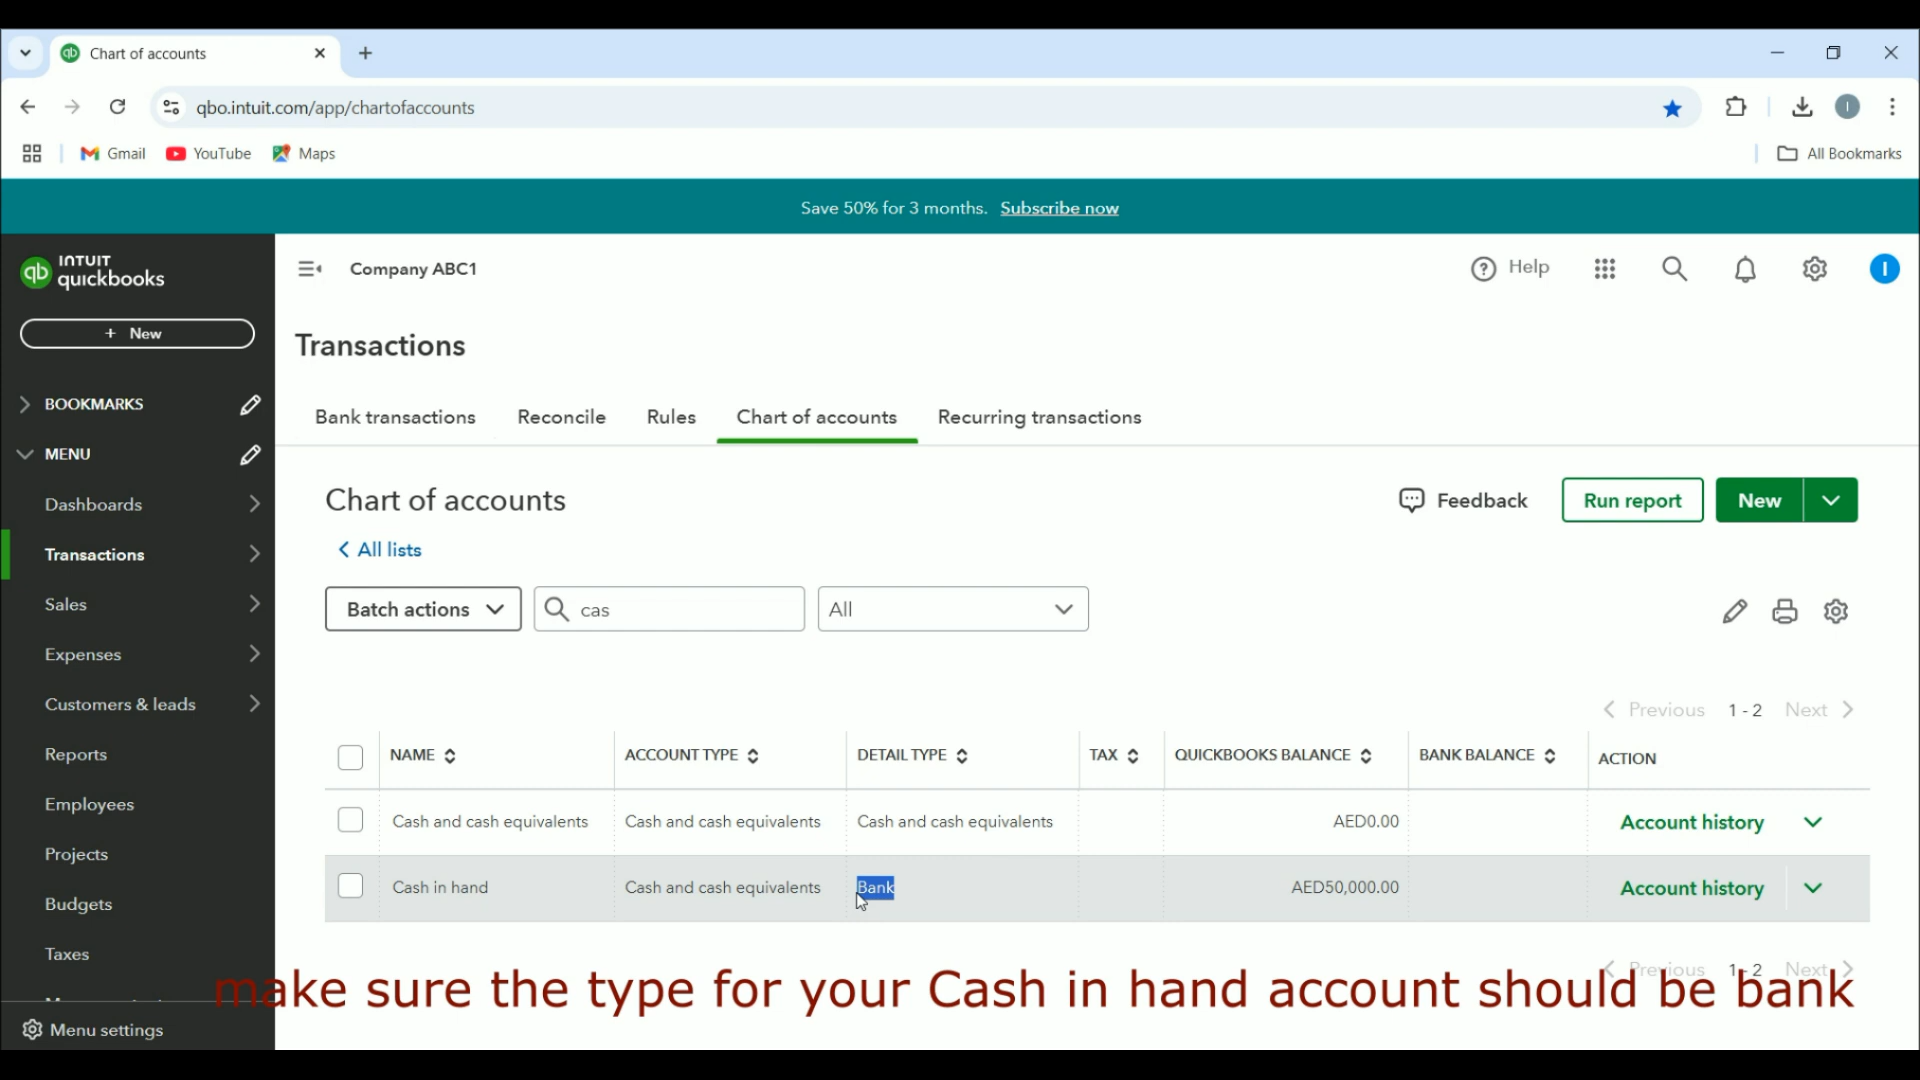 Chart of accounts
qbo.intuit.com/app/chartofaccounts
Gmail YouTube Maps All Bookmarks
Save 50% for 3 months. Subscribe now
INTUIT
quickbooks
Company ABC1
Help
I
+ New
Transactions
BOOKMARKS
MENU
Dashboards
Transactions
Sales
Expenses
Customers & leads
Reports
Employees
Projects
Budgets
Taxes
Menu settings
Bank transactions Reconcile Rules Chart of accounts Recurring transactions
Chart of accounts
Feedback Run report New
All lists
Batch actions cas All
Previous 1 - 2 Next
NAME ACCOUNT TYPE DETAIL TYPE TAX QUICKBOOKS BALANCE BANK BALANCE ACTION
Cash and cash equivalents Cash and cash equivalents Cash and cash equivalents AED0.00 Account history
Cash in hand Cash and cash equivalents Bank AED50,000.00 Account history
Previous 1 - 2 Next
make sure the type for your Cash in hand account should be bank